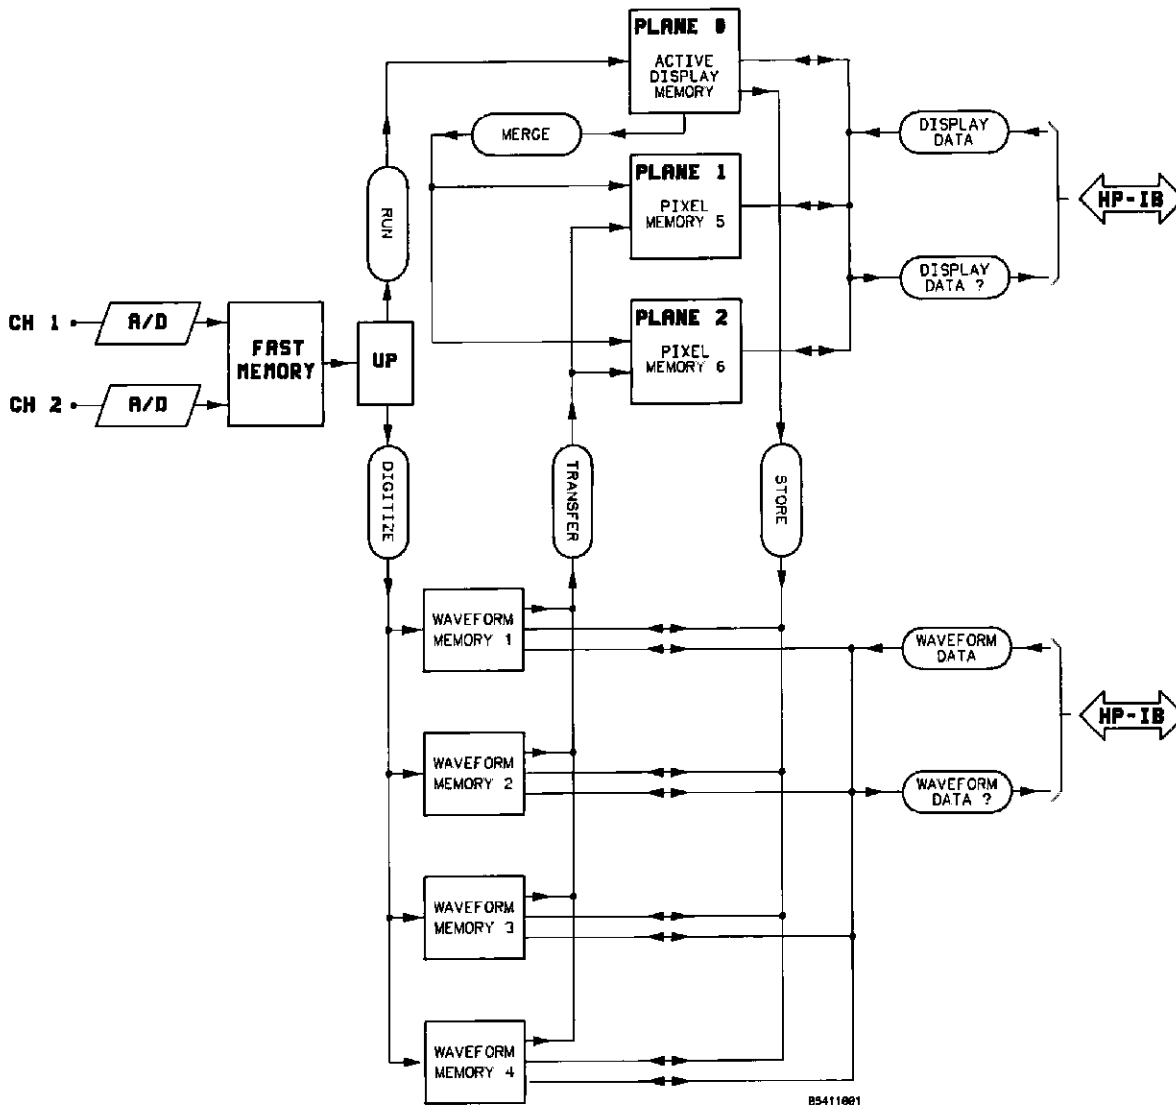 PLANE 0
ACTIVE
DISPLAY
MEMORY
MERGE
DISPLAY
DATA
PLANE 1
PIXEL
MEMORY 5
HP-IB
RUN
DISPLAY
DATA ?
CH 1
A/D
FAST
MEMORY
UP
PLANE 2
PIXEL
MEMORY 6
CH 2
A/D
DIGITIZE
TRANSFER
STORE
WAVEFORM
MEMORY 1
WAVEFORM
DATA
HP-IB
WAVEFORM
MEMORY 2
WAVEFORM
DATA ?
WAVEFORM
MEMORY 3
WAVEFORM
MEMORY 4
85411001